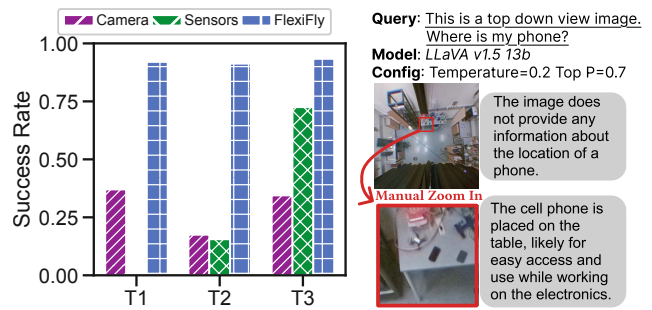 Camera Sensors FlexiFly
1.00
0.75
0.50
0.25
0.00
Success Rate
T1 T2 T3
Query: This is a top down view image.
Where is my phone?
Model: LLaVA v1.5 13b
Config: Temperature=0.2 Top P=0.7
The image does
not provide any
information about
the location of a
phone.
Manual Zoom In
The cell phone is
placed on the
table, likely for
easy access and
use while working
on the electronics.